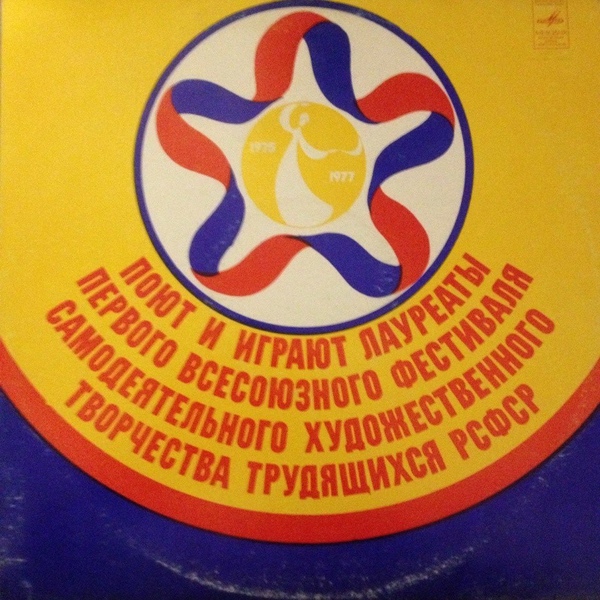 1975
1977
ПОЮТ И ИГРАЮТ ЛАУРЕАТЫ
ПЕРВОГО ВСЕСОЮЗНОГО ФЕСТИВАЛЯ
САМОДЕЯТЕЛЬНОГО ХУДОЖЕСТВЕННОГО
ТВОРЧЕСТВА ТРУДЯЩИХСЯ РСФСР